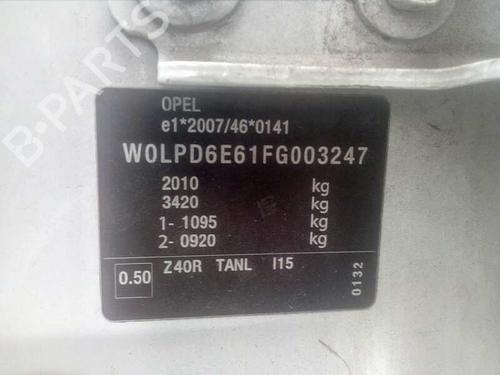 B-PARTS
OPEL
e1*2007/46*0141
W0LPD6E61FG003247
2010 kg
3420 kg
1- 1095 kg
2- 0920 kg
0.50 Z40R TANL I15
0132